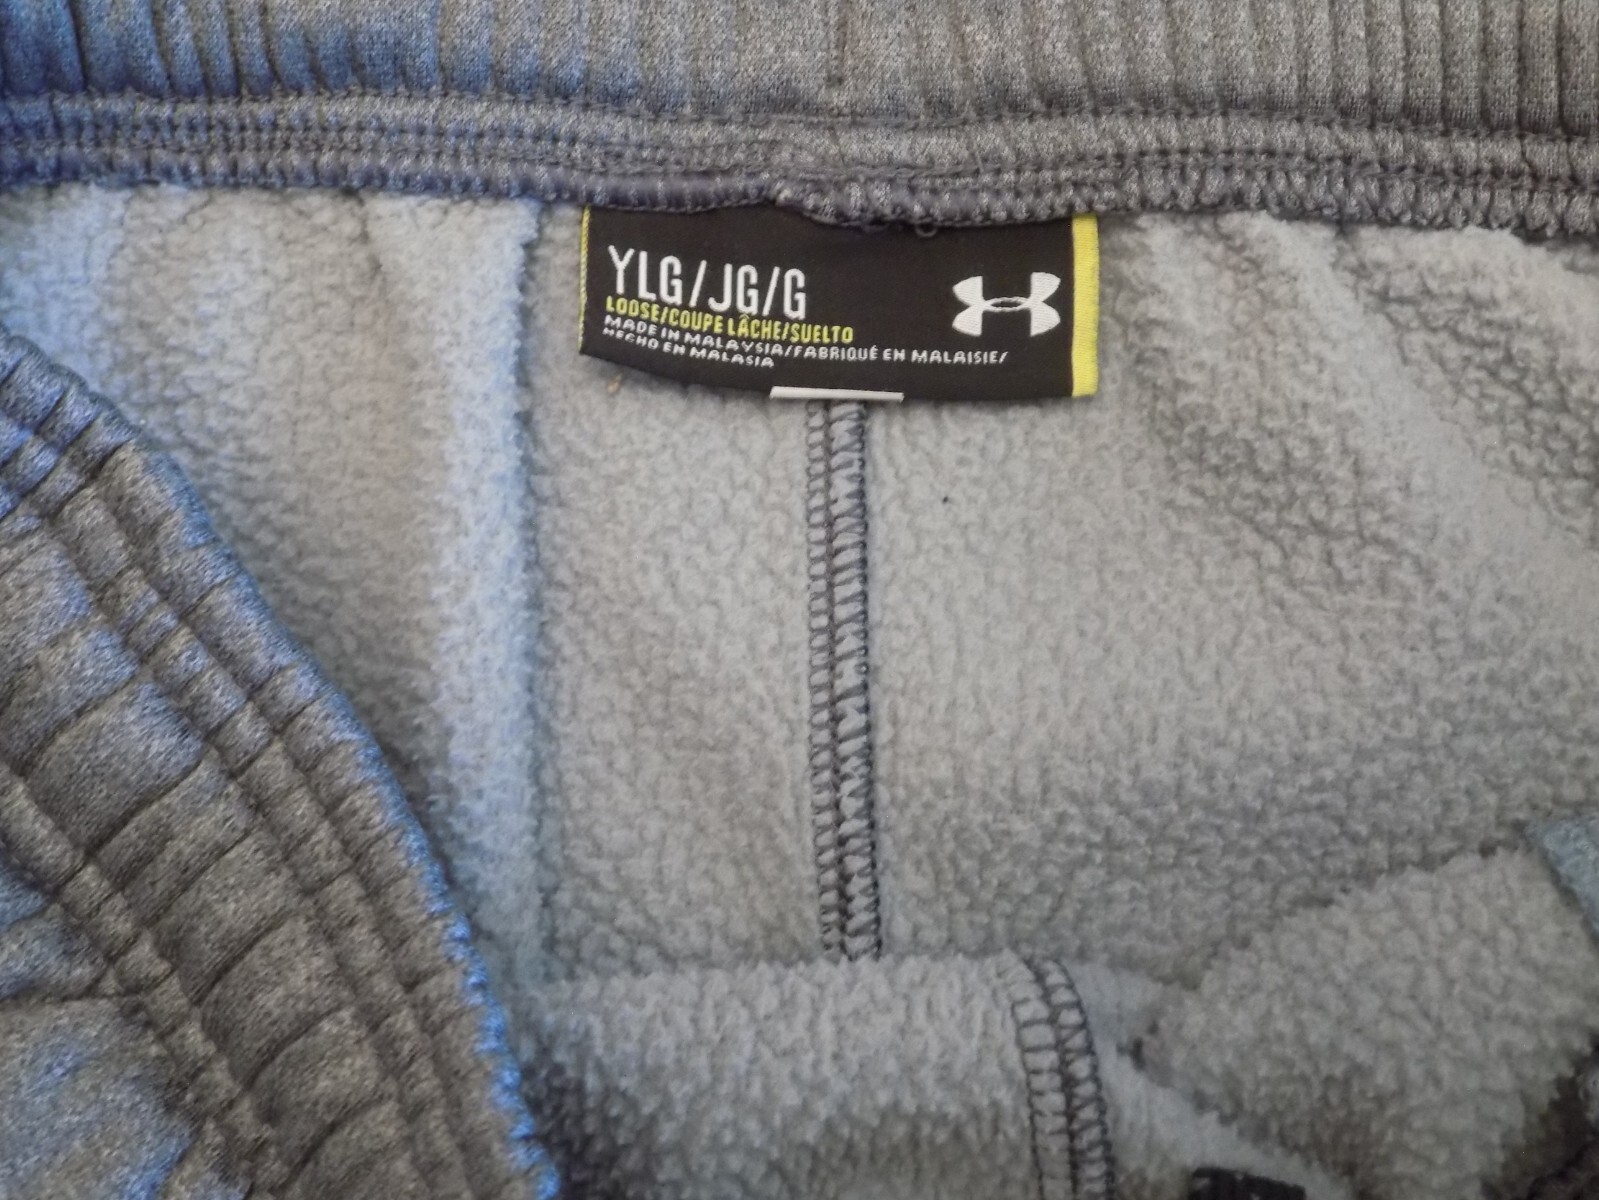 YLG/JG/G
LOOSE/COUPE LÂCHE/SUELTO
MADE IN MALAYSIA/FABRIQUÉ EN MALAISIE/
HECHO EN MALASIA